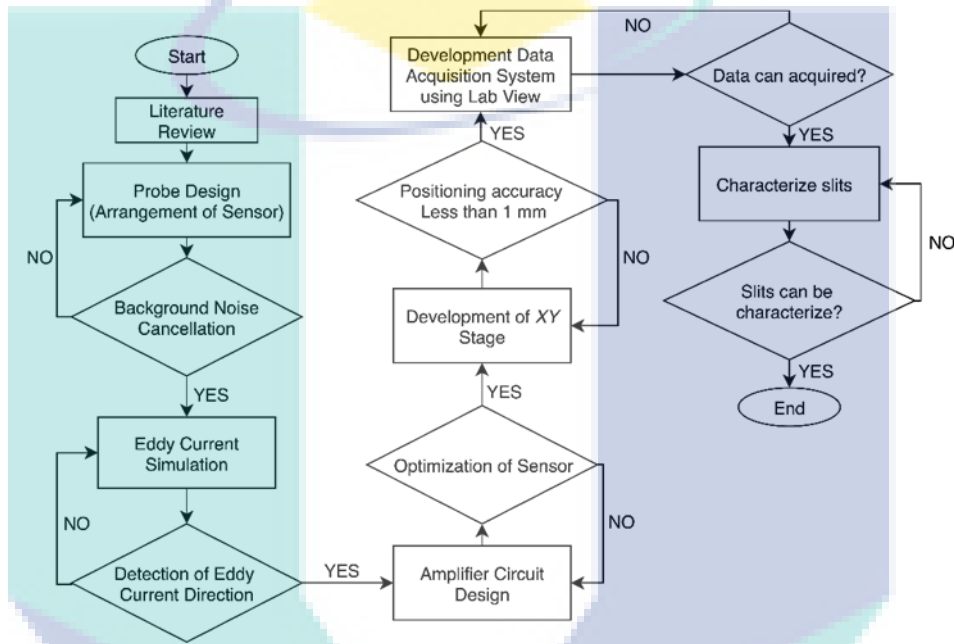 Start
Literature
Review
Probe Design
(Arrangement of Sensor)
NO
Background Noise
Cancellation
YES
Eddy Current
Simulation
NO
Detection of Eddy
Current Direction
YES
Amplifier Circuit
Design
NO
Optimization of Sensor
YES
Development of XY
Stage
NO
Positioning accuracy
Less than 1 mm
YES
Development Data
Acquisition System
using Lab View
NO
Data can acquired?
YES
Characterize slits
NO
Slits can be
characterize?
YES
End